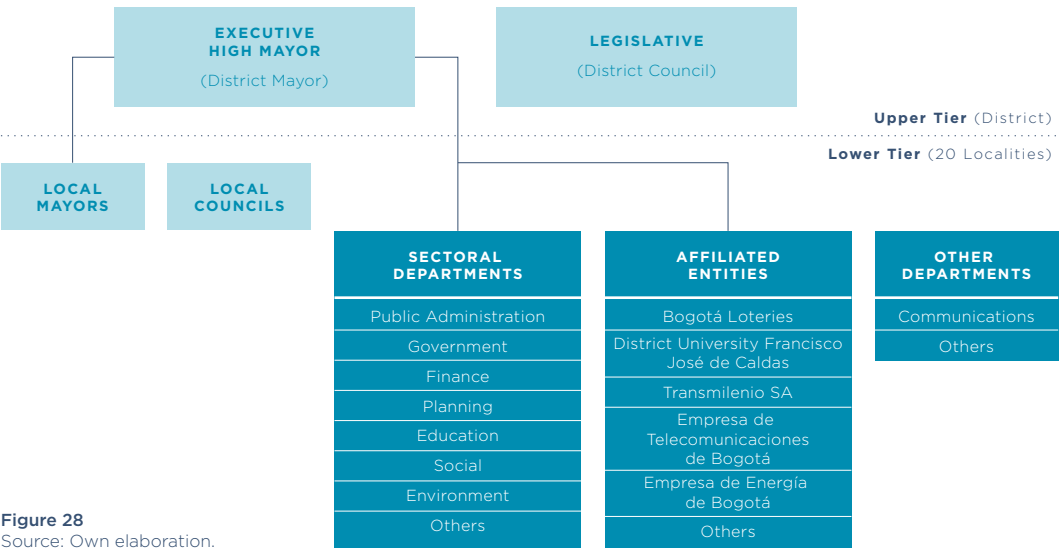 EXECUTIVE
HIGH MAYOR
(District Mayor)
LEGISLATIVE
(District Council)
Upper Tier (District)
Lower Tier (20 Localities)
LOCAL
MAYORS
LOCAL
COUNCILS
SECTORAL
DEPARTMENTS
Public Administration
Government
Finance
Planning
Education
Social
Environment
Others
AFFILIATED
ENTITIES
Bogotá Loteries
District University Francisco
José de Caldas
Transmilenio SA
Empresa de
Telecomunicaciones
de Bogotá
Empresa de Energía
de Bogotá
Others
OTHER
DEPARTMENTS
Communications
Others
Figure 28
Source: Own elaboration.